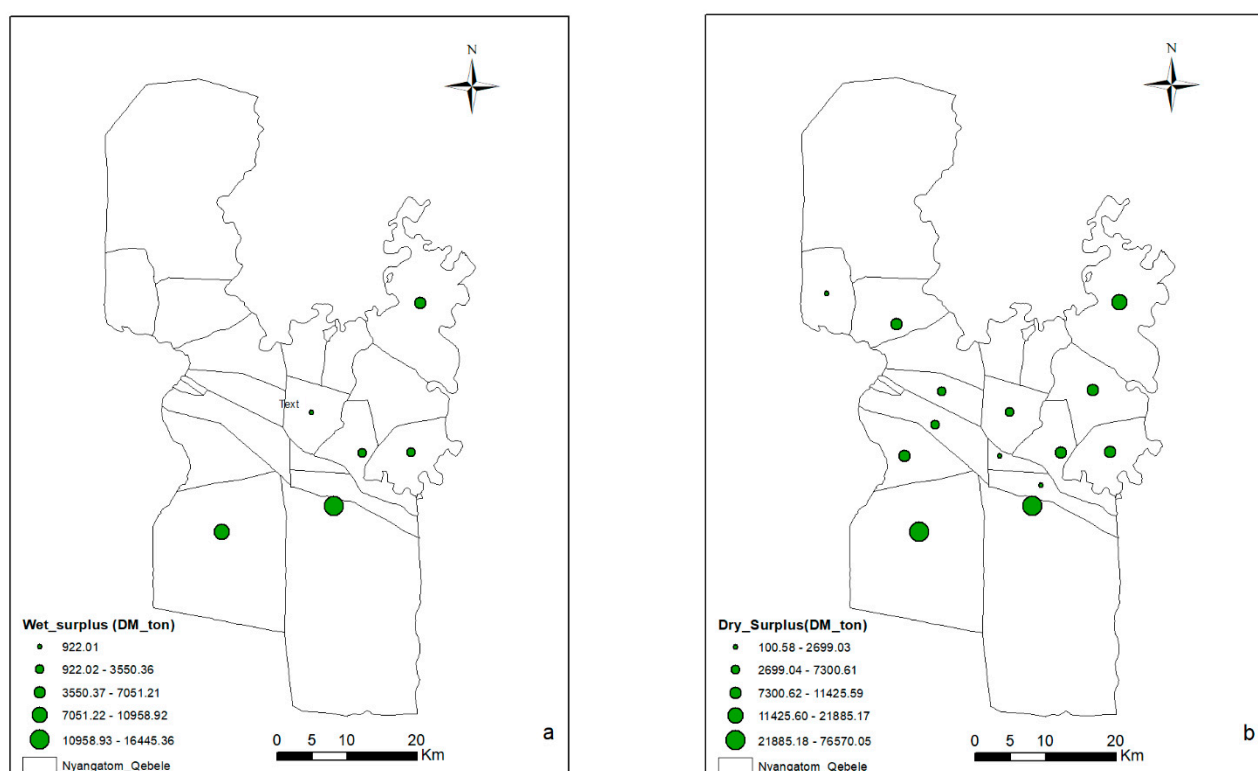 N
Text
Wet_surplus (DM_ton)
922.01
922.02 - 3550.36
3550.37 - 7051.21
7051.22 - 10958.92
10958.93 - 16445.36
Nyangatom_Qebele
0 5 10 20
Km
a
N
Dry_Surplus(DM_ton)
100.58 - 2699.03
2699.04 - 7300.61
7300.62 - 11425.59
11425.60 - 21885.17
21885.18 - 76570.05
Nyangatom_Qebele
0 5 10 20
Km
b